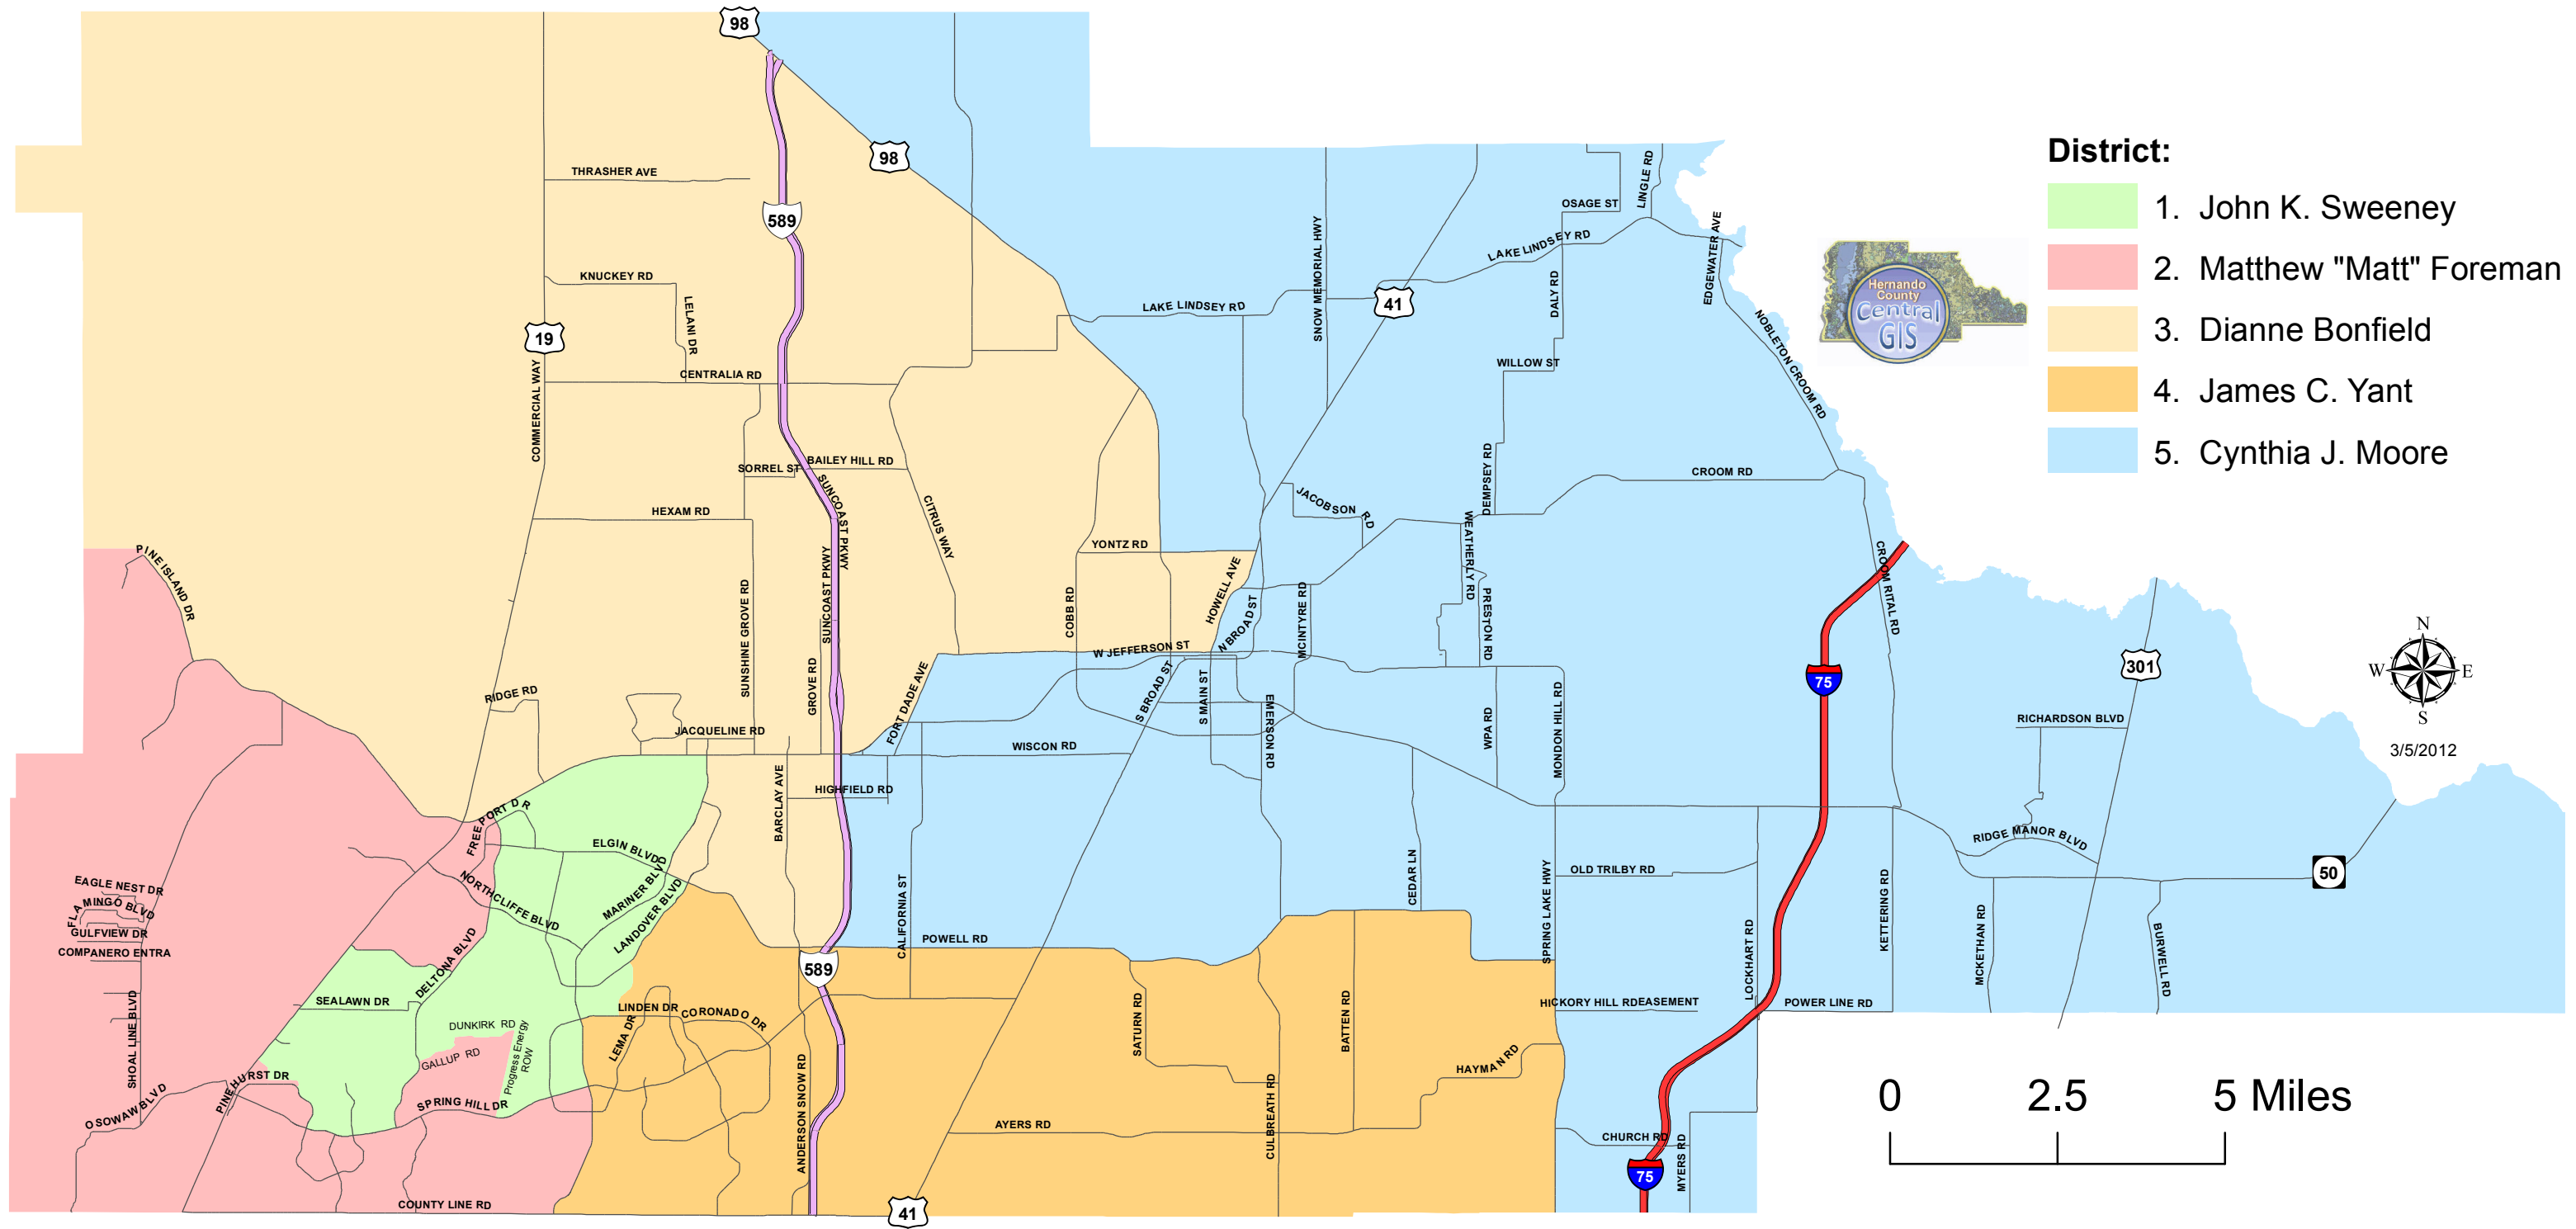 98
98
District:
1. John K. Sweeney
2. Matthew "Matt" Foreman
3. Dianne Bonfield
4. James C. Yant
5. Cynthia J. Moore
Hernando
County
Central
GIS
THRASHER AVE
589
OSAGE ST
LINGLE RD
SNOW MEMORIAL HWY
LAKE LINDSEY RD
EDGEWATER AVE
KNUCKEY RD
LELANI DR
19
LAKE LINDSEY RD
41
DALY RD
NOBLETON CROOM RD
COMMERCIAL WAY
CENTRALIA RD
WILLOW ST
SORREL ST
BAILEY HILL RD
SUNCOAST PKWY
CITRUS WAY
CROOM RD
DEMPSEY RD
JACOBSON RD
HEXAM RD
WEATHERLY RD
PINE ISLAND DR
YONTZ RD
CROOM RITAL RD
SUNSHINE GROVE RD
SUNCOAST PKWY
COBB RD
HOWELL AVE
N BROAD ST
MCINTYRE RD
PRESTON RD
W JEFFERSON ST
75
301
N
W
E
S
3/5/2012
RIDGE RD
GROVE RD
FORT DADE AVE
S BROAD ST
S MAIN ST
EMERSON RD
WPA RD
MONDON HILL RD
RICHARDSON BLVD
JACQUELINE RD
WISCON RD
BARCLAY AVE
HIGHFIELD RD
FREEPORT DR
ELGIN BLVD
RIDGE MANOR BLVD
NORTHCLIFFE BLVD
MARINER BLVD
LANDOVER BLVD
CALIFORNIA ST
CEDAR LN
SPRING LAKE HWY
OLD TRILBY RD
KETTERING RD
50
EAGLE NEST DR
FLAMINGO BLVD
GULFVIEW DR
COMPANERO ENTRA
DELTONA BLVD
POWELL RD
LOCKHART RD
MCKETHAN RD
BURWELL RD
589
SHOAL LINE BLVD
SEALAWN DR
LINDEN DR
CORONADO DR
LEMA DR
SATURN RD
BATTEN RD
HICKORY HILL RD
EASEMENT
POWER LINE RD
DUNKIRK RD
GALLUP RD
Progress Energy
ROW
HAYMAN RD
PINEHURST DR
OSOWAW BLVD
SPRING HILL DR
ANDERSON SNOW RD
AYERS RD
CULBREATH RD
CHURCH RD
MYERS RD
75
COUNTY LINE RD
41
0
2.5
5 Miles